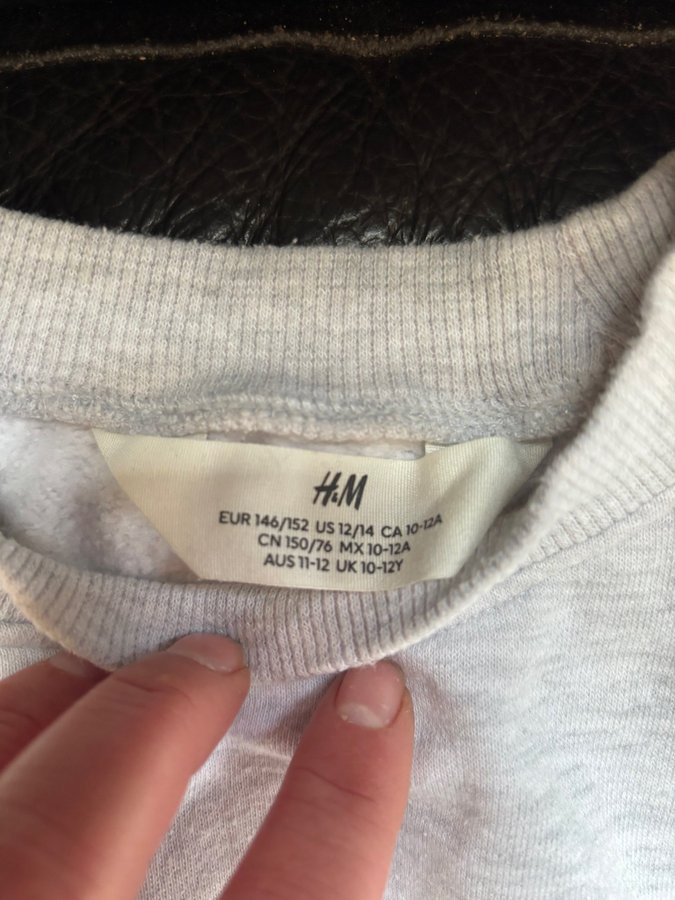 H&M
EUR 146/152 US 12/14 CA 10-12A
CN 150/76 MX 10-12A
AUS 11-12 UK 10-12Y